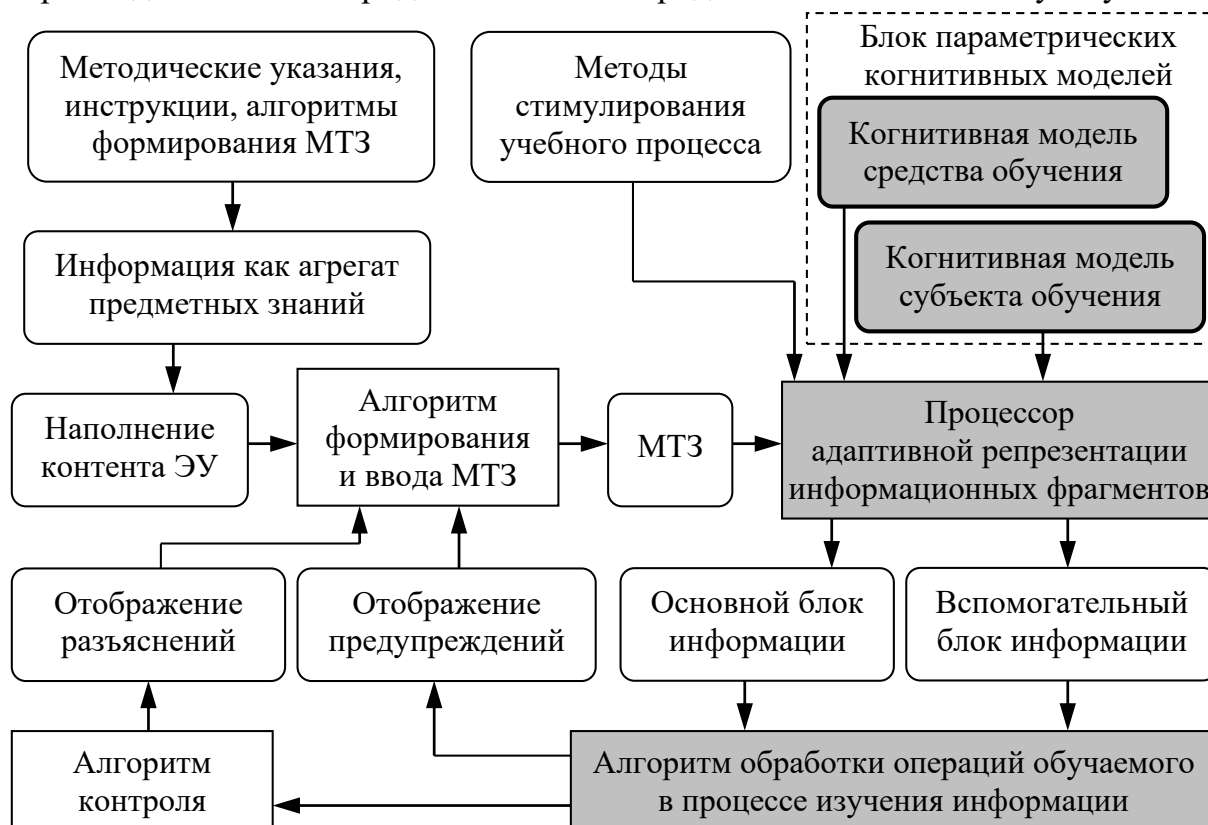 Методические указания,
инструкции, алгоритмы
формирования МТЗ
Методы
стимулирования
учебного процесса
Блок параметрических
когнитивных моделей
Когнитивная модель
средства обучения
Когнитивная модель
субъекта обучения
Информация как агрегат
предметных знаний
Наполнение
контента ЭУ
Алгоритм
формирования
и ввода МТЗ
МТЗ
Процессор
адаптивной репрезентации
информационных фрагментов
Отображение
разъяснений
Отображение
предупреждений
Основной блок
информации
Вспомогательный
блок информации
Алгоритм
контроля
Алгоритм обработки операций обучаемого
в процессе изучения информации